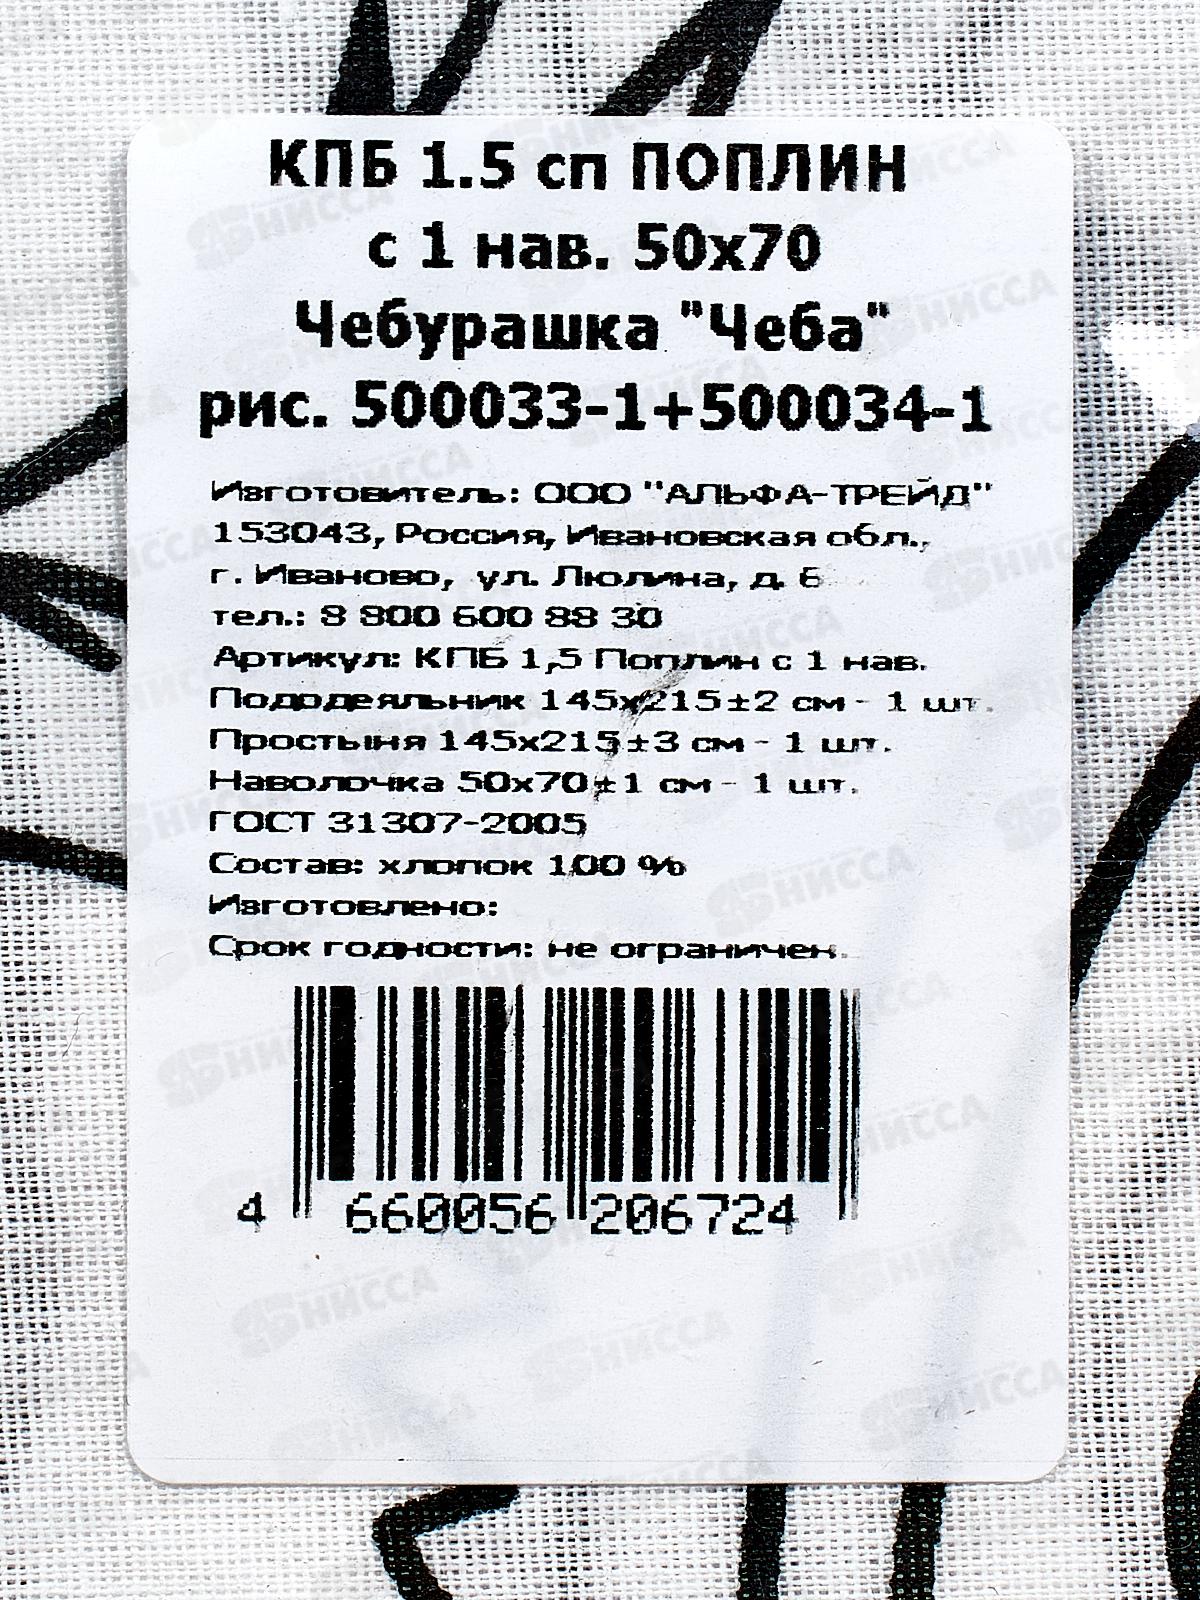 КПБ 1.5 сп ПОПЛИН
с 1 нав. 50х70
Чебурашка "Чеба"
рис. 500033-1+500034-1
Изготовитель: ООО "АЛЬФА-ТРЕЙД"
153043, Россия, Ивановская обл.,
г. Иваново, ул. Люлина, д. 6
тел.: 8 800 600 88 30
Артикул: КПБ 1,5 Поплин с 1 нав.
Пододеяльник 145х215±2 см - 1 шт.
Простыня 145х215±3 см - 1 шт.
Наволочка 50х70±1 см - 1 шт.
ГОСТ 31307-2005
Состав: хлопок 100 %
Изготовлено:
Срок годности: не ограничен.
4 660056 206724
НИССА